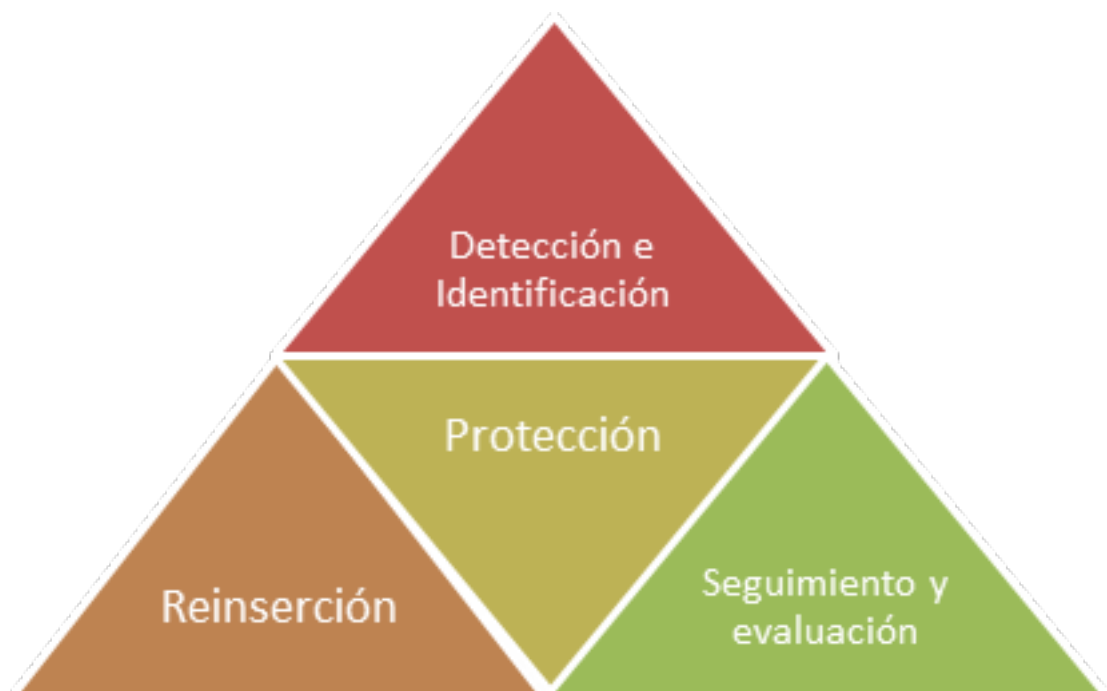 Detección e
Identificación
Protección
Reinserción
Seguimiento y
evaluación